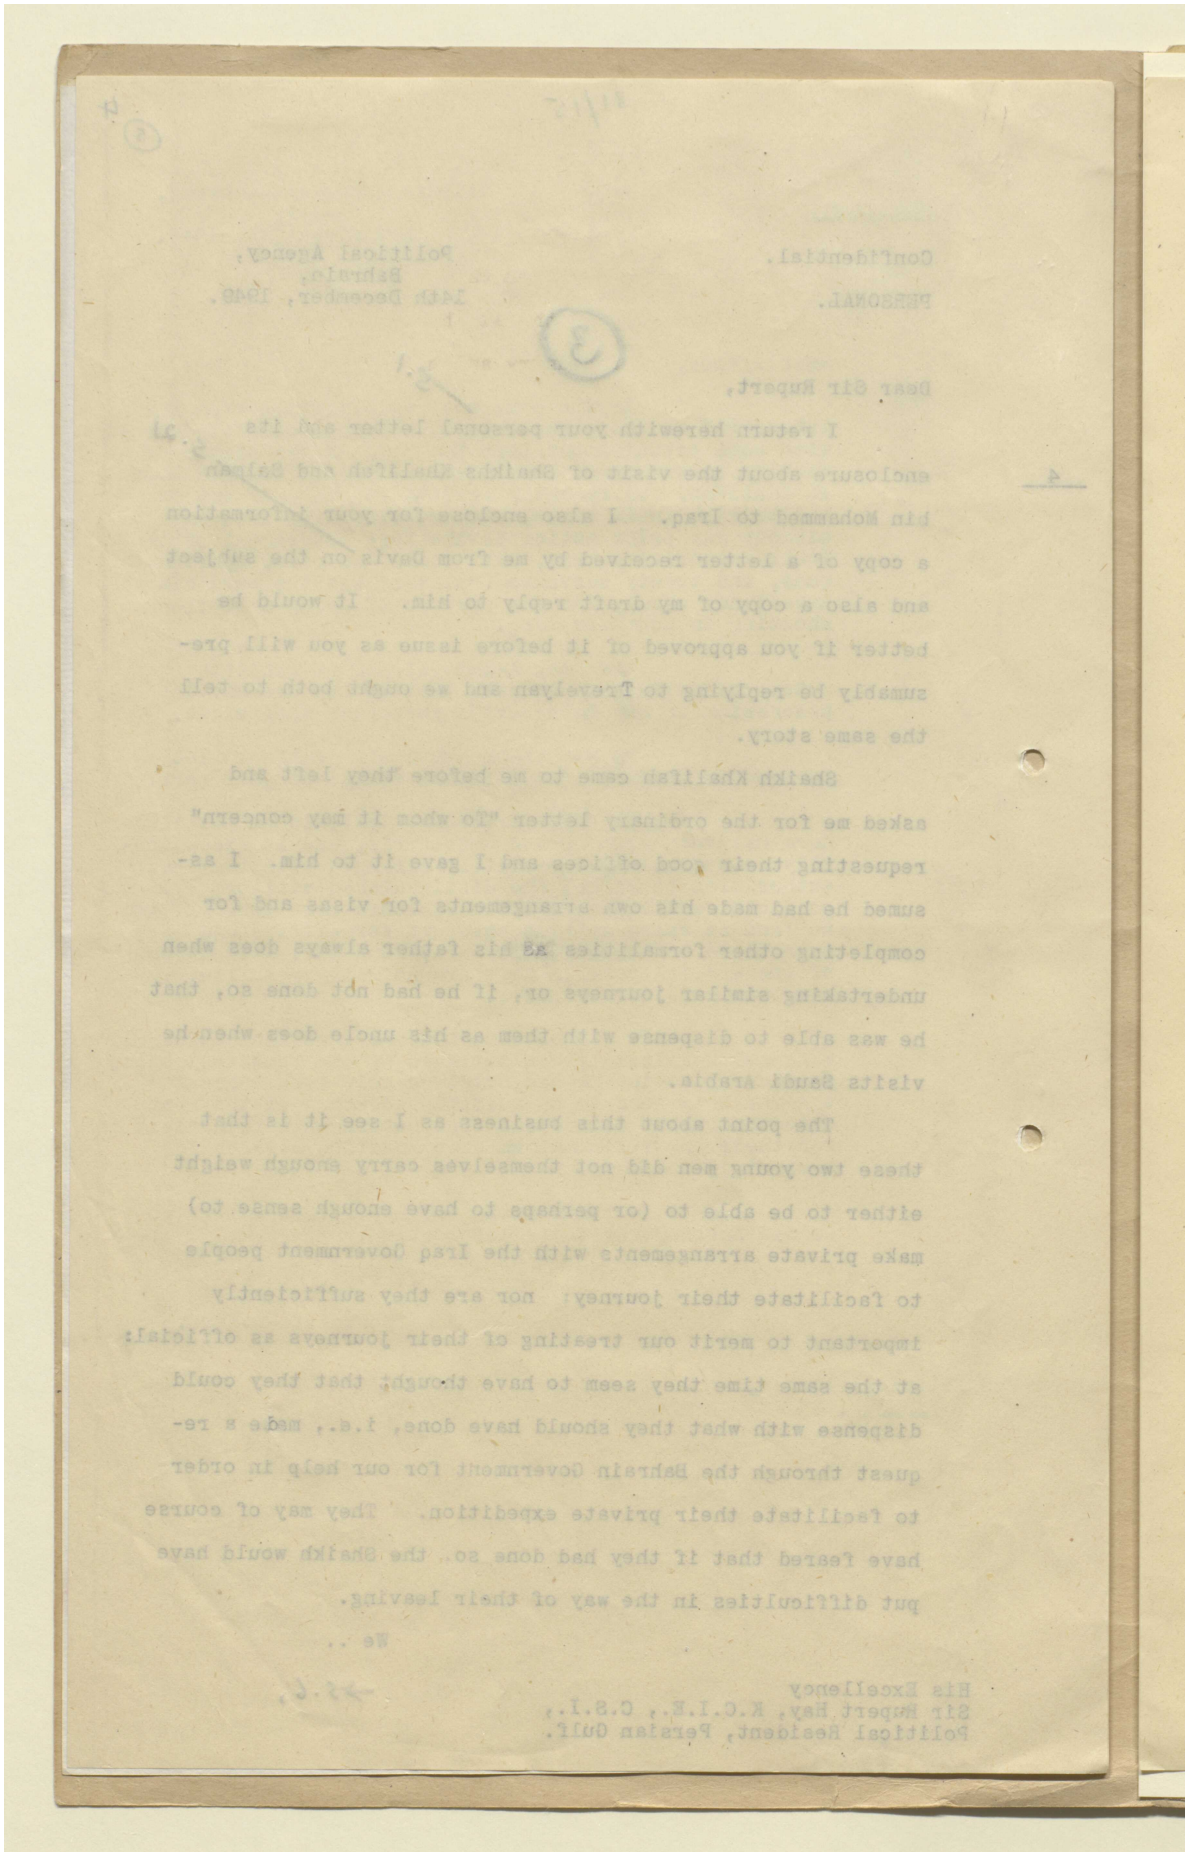 Confidential.
Political Agency,
Bahrain,
PERSONAL.
14th December, 1949.
3
Dear Sir Rupert,
I return herewith your personal letter and its
enclosure about the visit of Shaikhs Khalifah and Salman
4
bin Mohammed to Iraq. I also enclose for your information
a copy of a letter received by me from Davis on the subject
and also a copy of my draft reply to him. It would be
better if you approved of it before issue as you will pre-
sumably be replying to Trevelyan and we ought both to tell
the same story.
Shaikh Khalifah came to me before they left and
asked me for the ordinary letter "To whom it may concern"
requesting their good offices and I gave it to him. I as-
sumed he had made his own arrangements for visas and for
completing other formalities as his father always does when
undertaking similar journeys or, if he had not done so, that
he was able to dispense with them as his uncle does when he
visits Saudi Arabia.
The point about this business as I see it is that
these two young men did not themselves carry enough weight
either to be able to (or perhaps to have enough sense to)
make private arrangements with the Iraq Government people
to facilitate their journey: nor are they sufficiently
important to merit our treating of their journeys as official:
at the same time they seem to have thought that they could
dispense with what they should have done, i.e., made a re-
quest through the Bahrain Government for our help in order
to facilitate their private expedition. They may of course
have feared that if they had done so the Shaikh would have
put difficulties in the way of their leaving.
We ..
His Excellency
Sir Rupert Hay, K.C.I.E., C.S.I.,
Political Resident, Persian Gulf.